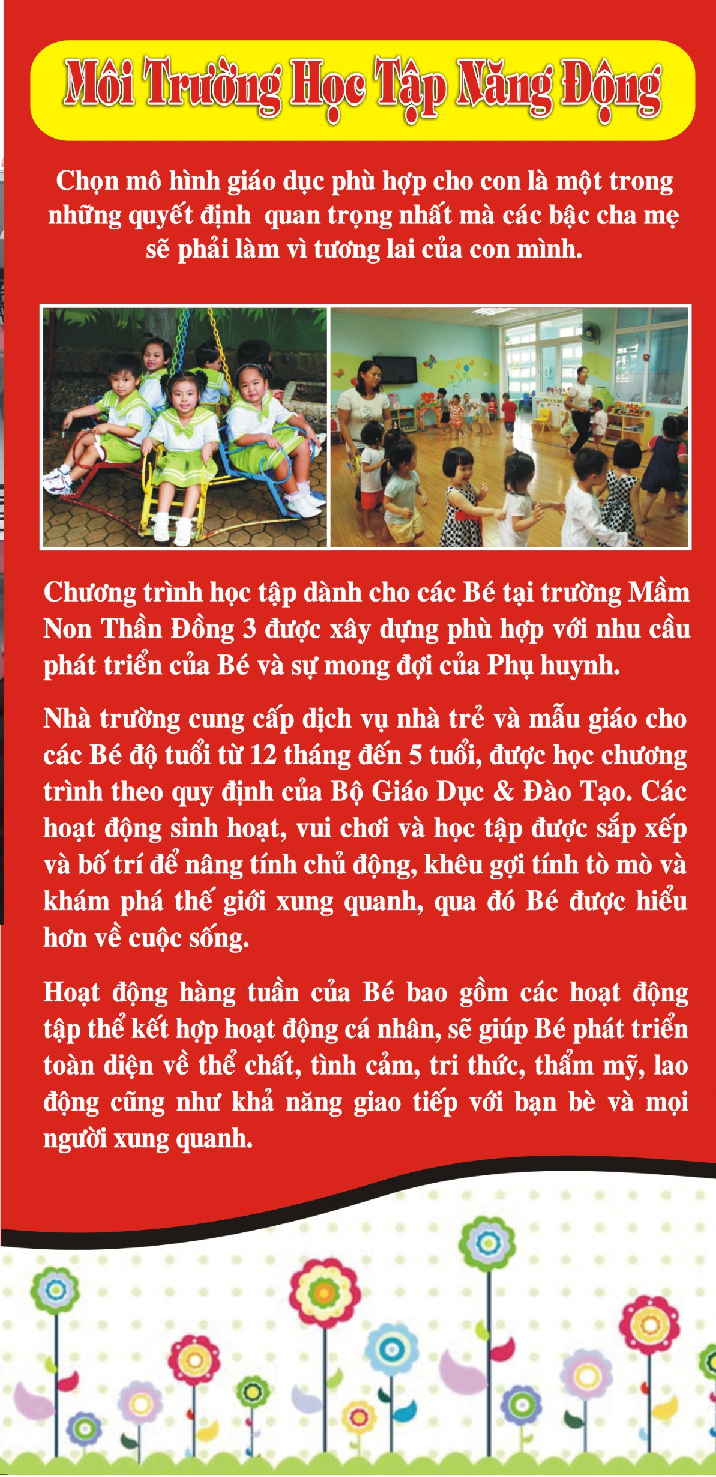 Môi Trường Học Tập Năng Động
Chọn mô hình giáo dục phù hợp cho con là một trong
những quyết định quan trọng nhất mà các bậc cha mẹ
sẽ phải làm vì tương lai của con mình.
Chương trình học tập dành cho các Bé tại trường Mầm
Non Thần Đồng 3 được xây dựng phù hợp với nhu cầu
phát triển của Bé và sự mong đợi của Phụ huynh.
Nhà trường cung cấp dịch vụ nhà trẻ và mẫu giáo cho
các Bé độ tuổi từ 12 tháng đến 5 tuổi, được học chương
trình theo quy định của Bộ Giáo Dục & Đào Tạo. Các
hoạt động sinh hoạt, vui chơi và học tập được sắp xếp
và bố trí để nâng tính chủ động, khêu gợi tính tò mò và
khám phá thế giới xung quanh, qua đó Bé được hiểu
hơn về cuộc sống.
Hoạt động hàng tuần của Bé bao gồm các hoạt động
tập thể kết hợp hoạt động cá nhân, sẽ giúp Bé phát triển
toàn diện về thể chất, tình cảm, tri thức, thẩm mỹ, lao
động cũng như khả năng giao tiếp với bạn bè và mọi
người xung quanh.